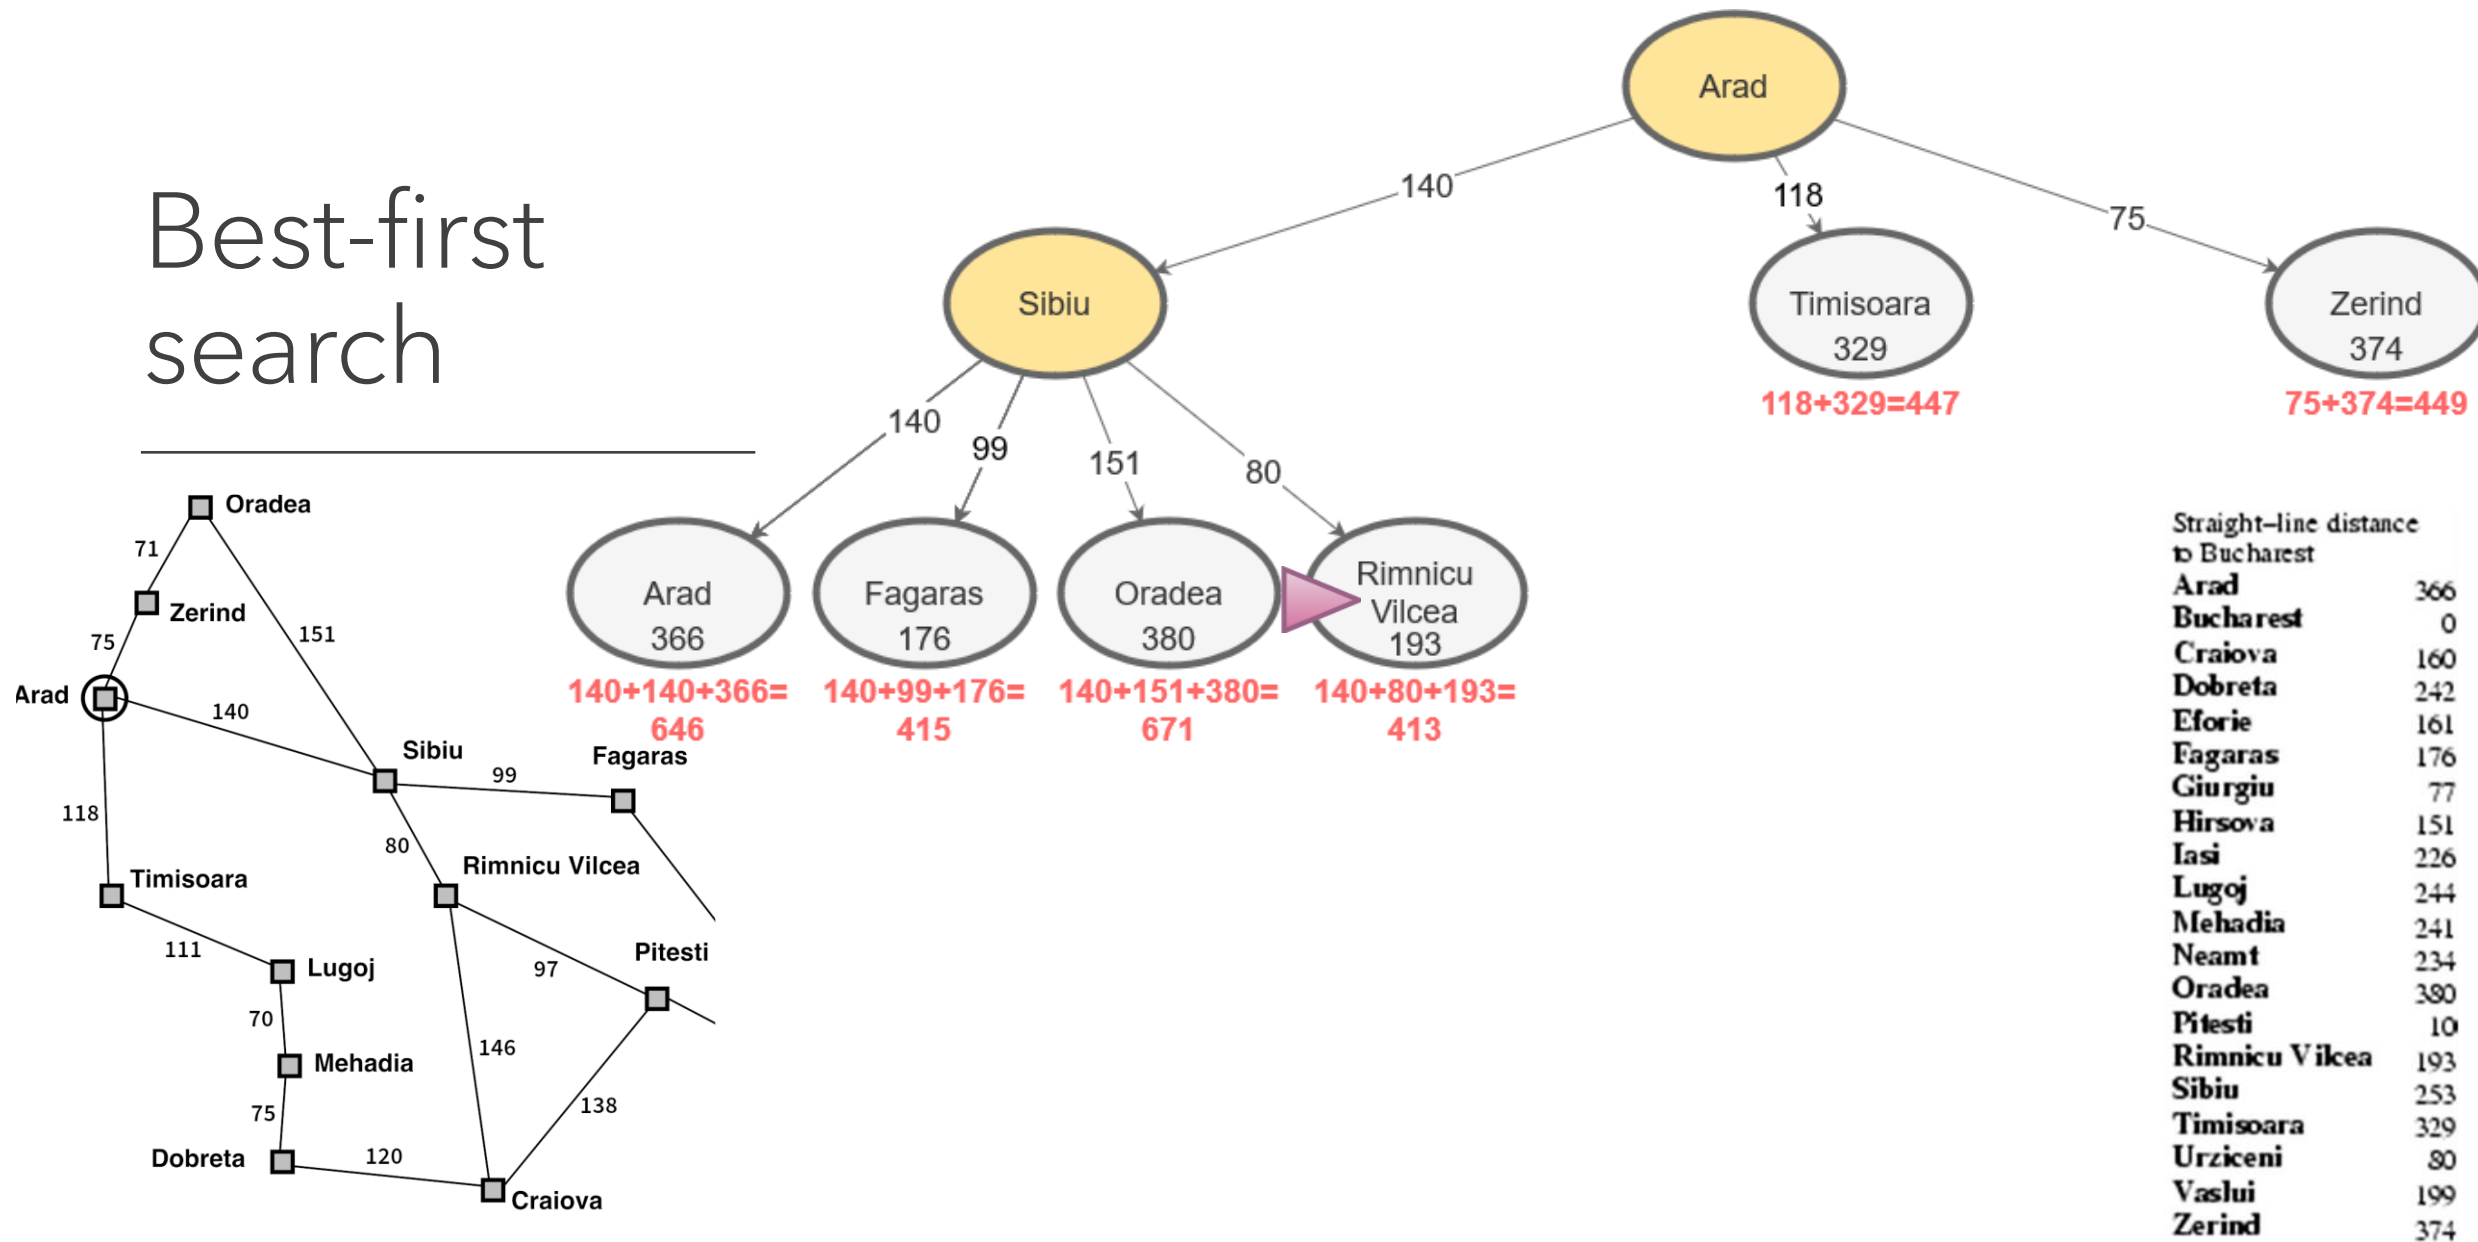 Best-first
search
Arad
140
118
75
Sibiu
Timisoara
329
118+329=447
Zerind
374
75+374=449
140
99
151
80
Arad
366
140+140+366=
646
Fagaras
176
140+99+176=
415
Oradea
380
140+151+380=
671
Rimnicu
Vilcea
193
140+80+193=
413
Oradea
71
Zerind
75
151
Arad
140
Sibiu
99
Fagaras
118
80
Timisoara
Rimnicu Vilcea
111
Lugoj
97
Pitesti
70
146
Mehadia
75
138
Dobreta
120
Craiova
Straight–line distance
to Bucharest
Arad 366
Bucharest 0
Craiova 160
Dobreta 242
Eforie 161
Fagaras 176
Giurgiu 77
Hirsova 151
Iasi 226
Lugoj 244
Mehadia 241
Neamt 234
Oradea 380
Pitesti 10
Rimnicu Vilcea 193
Sibiu 253
Timisoara 329
Urziceni 80
Vaslui 199
Zerind 374